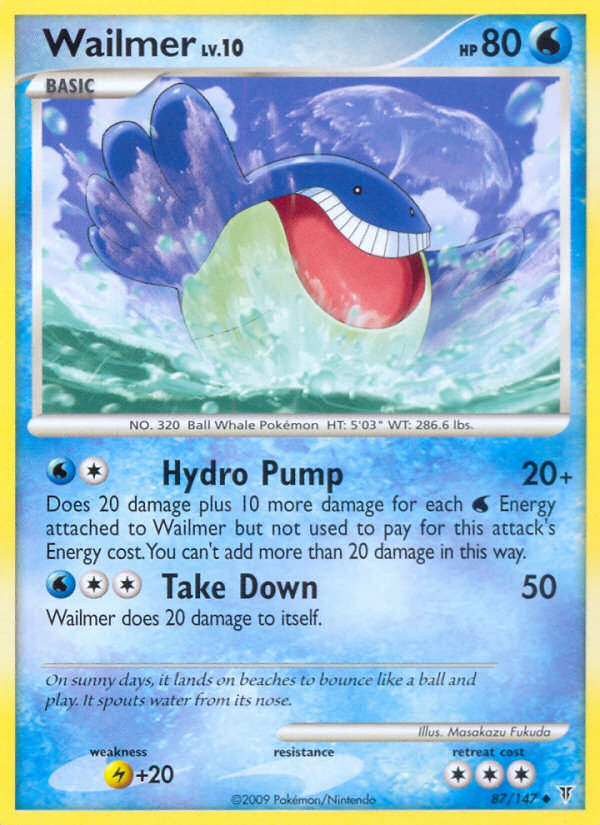 Wailmer LV.10
HP 80
BASIC
NO. 320 Ball Whale Pokémon HT: 5'03" WT: 286.6 lbs.
Hydro Pump 20+
Does 20 damage plus 10 more damage for each Energy
attached to Wailmer but not used to pay for this attack's
Energy cost. You can't add more than 20 damage in this way.
Take Down 50
Wailmer does 20 damage to itself.
On sunny days, it lands on beaches to bounce like a ball and
play. It spouts water from its nose.
Illus. Masakazu Fukuda
weakness resistance retreat cost
+20
©2009 Pokémon/Nintendo 87/147